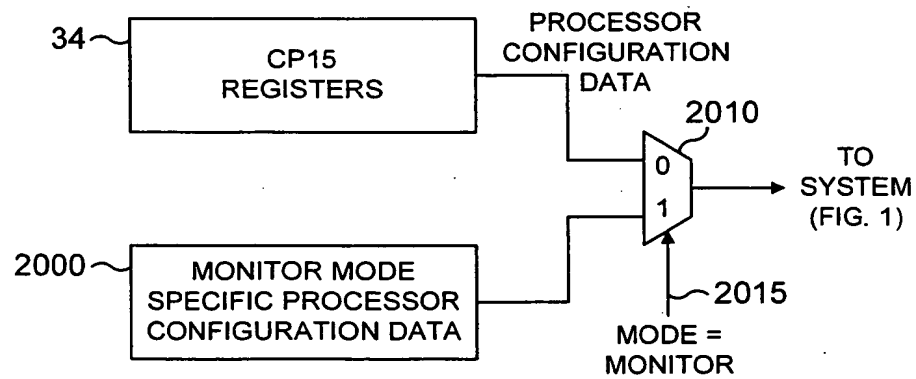 34
CP15
REGISTERS
PROCESSOR
CONFIGURATION
DATA
2010
0
1
TO
SYSTEM
(FIG. 1)
2000
MONITOR MODE
SPECIFIC PROCESSOR
CONFIGURATION DATA
2015
MODE =
MONITOR